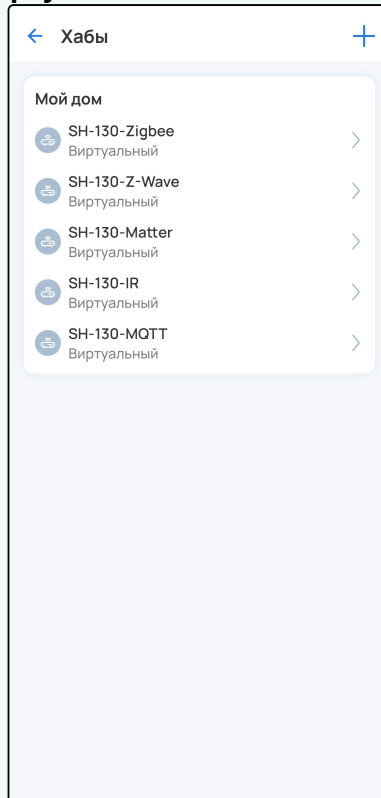 Хабы
Мой дом
SH-130-Zigbee
Виртуальный
SH-130-Z-Wave
Виртуальный
SH-130-Matter
Виртуальный
SH-130-IR
Виртуальный
SH-130-MQTT
Виртуальный